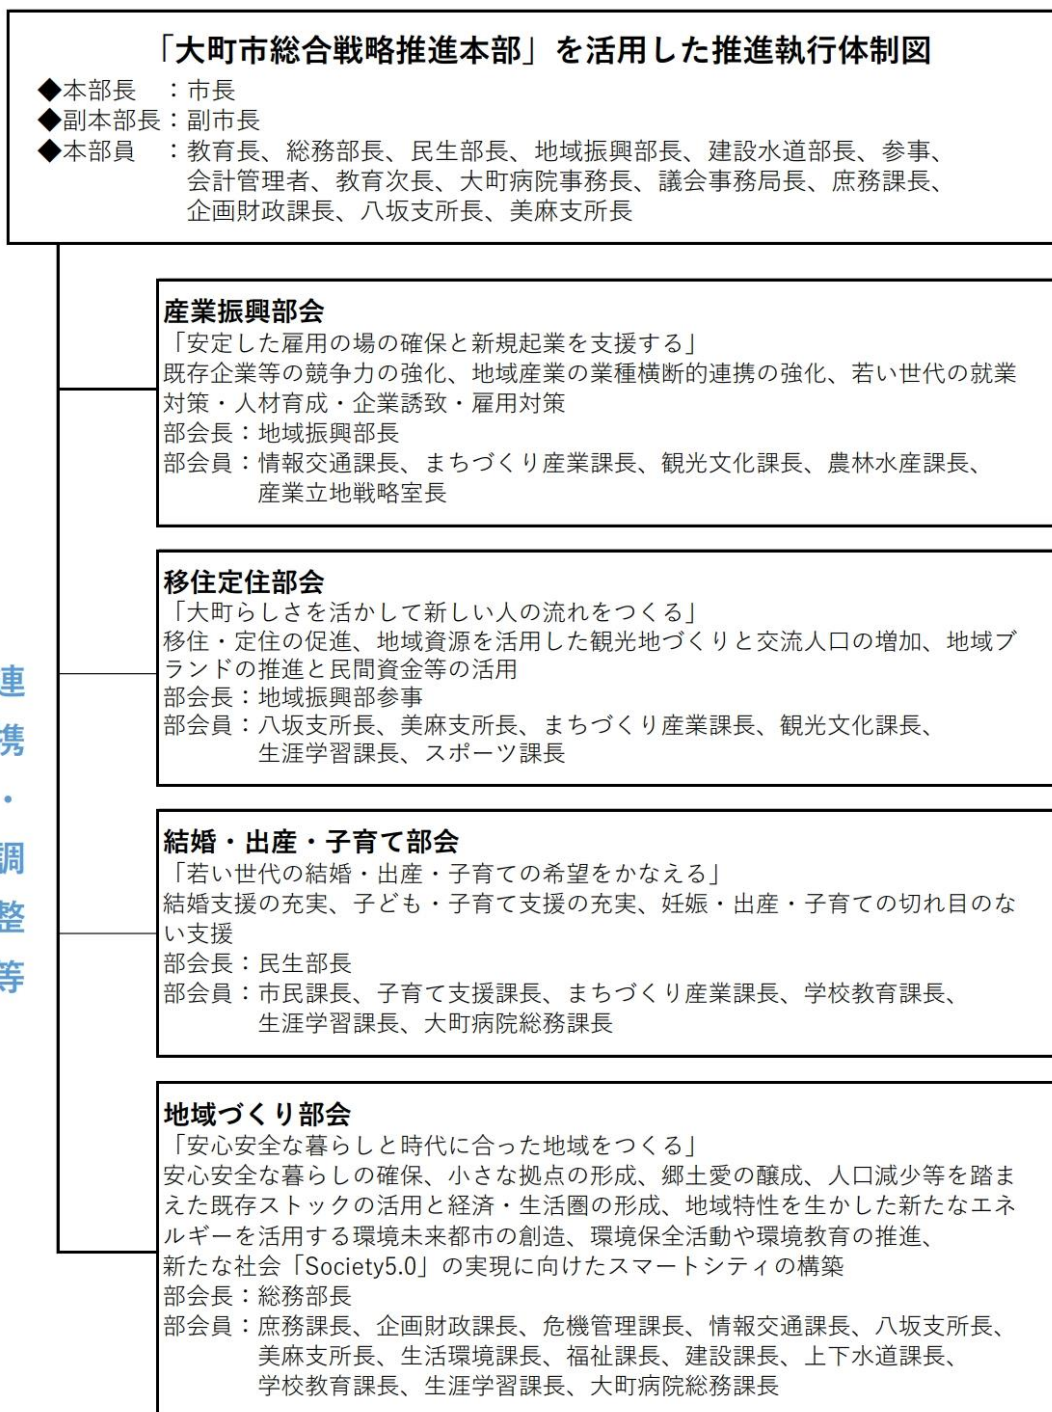 「大町市総合戦略推進本部」を活用した推進執行体制図
◆本部長　：市長
◆副本部長：副市長
◆本部員　：教育長、総務部長、民生部長、地域振興部長、建設水道部長、参事、
会計管理者、教育次長、大町病院事務長、議会事務局長、庶務課長、
企画財政課長、八坂支所長、美麻支所長
産業振興部会
「安定した雇用の場の確保と新規起業を支援する」
既存企業等の競争力の強化、地域産業の業種横断的連携の強化、若い世代の就業
対策・人材育成・企業誘致・雇用対策
部会長：地域振興部長
部会員：情報交通課長、まちづくり産業課長、観光文化課長、農林水産課長、
産業立地戦略室長
移住定住部会
「大町らしさを活かして新しい人の流れをつくる」
移住・定住の促進、地域資源を活用した観光地づくりと交流人口の増加、地域ブ
ランドの推進と民間資金等の活用
部会長：地域振興部参事
部会員：八坂支所長、美麻支所長、まちづくり産業課長、観光文化課長、
生涯学習課長、スポーツ課長
結婚・出産・子育て部会
「若い世代の結婚・出産・子育ての希望をかなえる」
結婚支援の充実、子ども・子育て支援の充実、妊娠・出産・子育ての切れ目のな
い支援
部会長：民生部長
部会員：市民課長、子育て支援課長、まちづくり産業課長、学校教育課長、
生涯学習課長、大町病院総務課長
地域づくり部会
「安心安全な暮らしと時代に合った地域をつくる」
安心安全な暮らしの確保、小さな拠点の形成、郷土愛の醸成、人口減少等を踏ま
えた既存ストックの活用と経済・生活圏の形成、地域特性を生かした新たなエネ
ルギーを活用する環境未来都市の創造、環境保全活動や環境教育の推進、
新たな社会「Society5.0」の実現に向けたスマートシティの構築
部会長：総務部長
部会員：庶務課長、企画財政課長、危機管理課長、情報交通課長、八坂支所長、
美麻支所長、生活環境課長、福祉課長、建設課長、上下水道課長、
学校教育課長、生涯学習課長、大町病院総務課長
連携・調整等